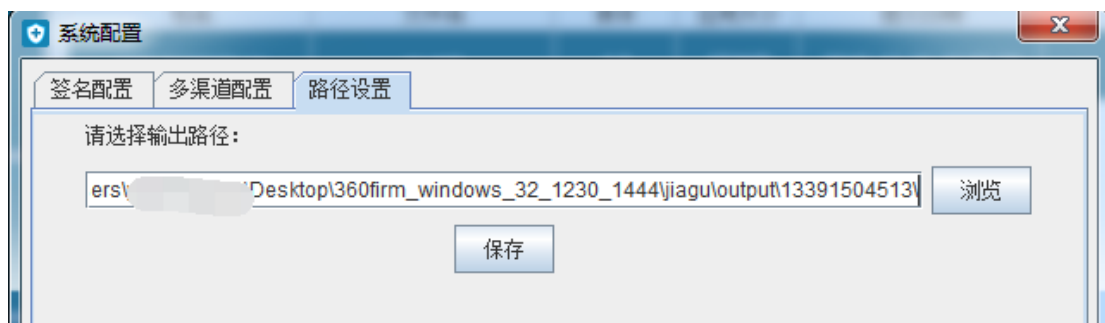 系统配置
签名配置 多渠道配置 路径设置
请选择输出路径:
ers\ \Desktop\360firm_windows_32_1230_1444\jiagu\output\13391504513\ 浏览
保存